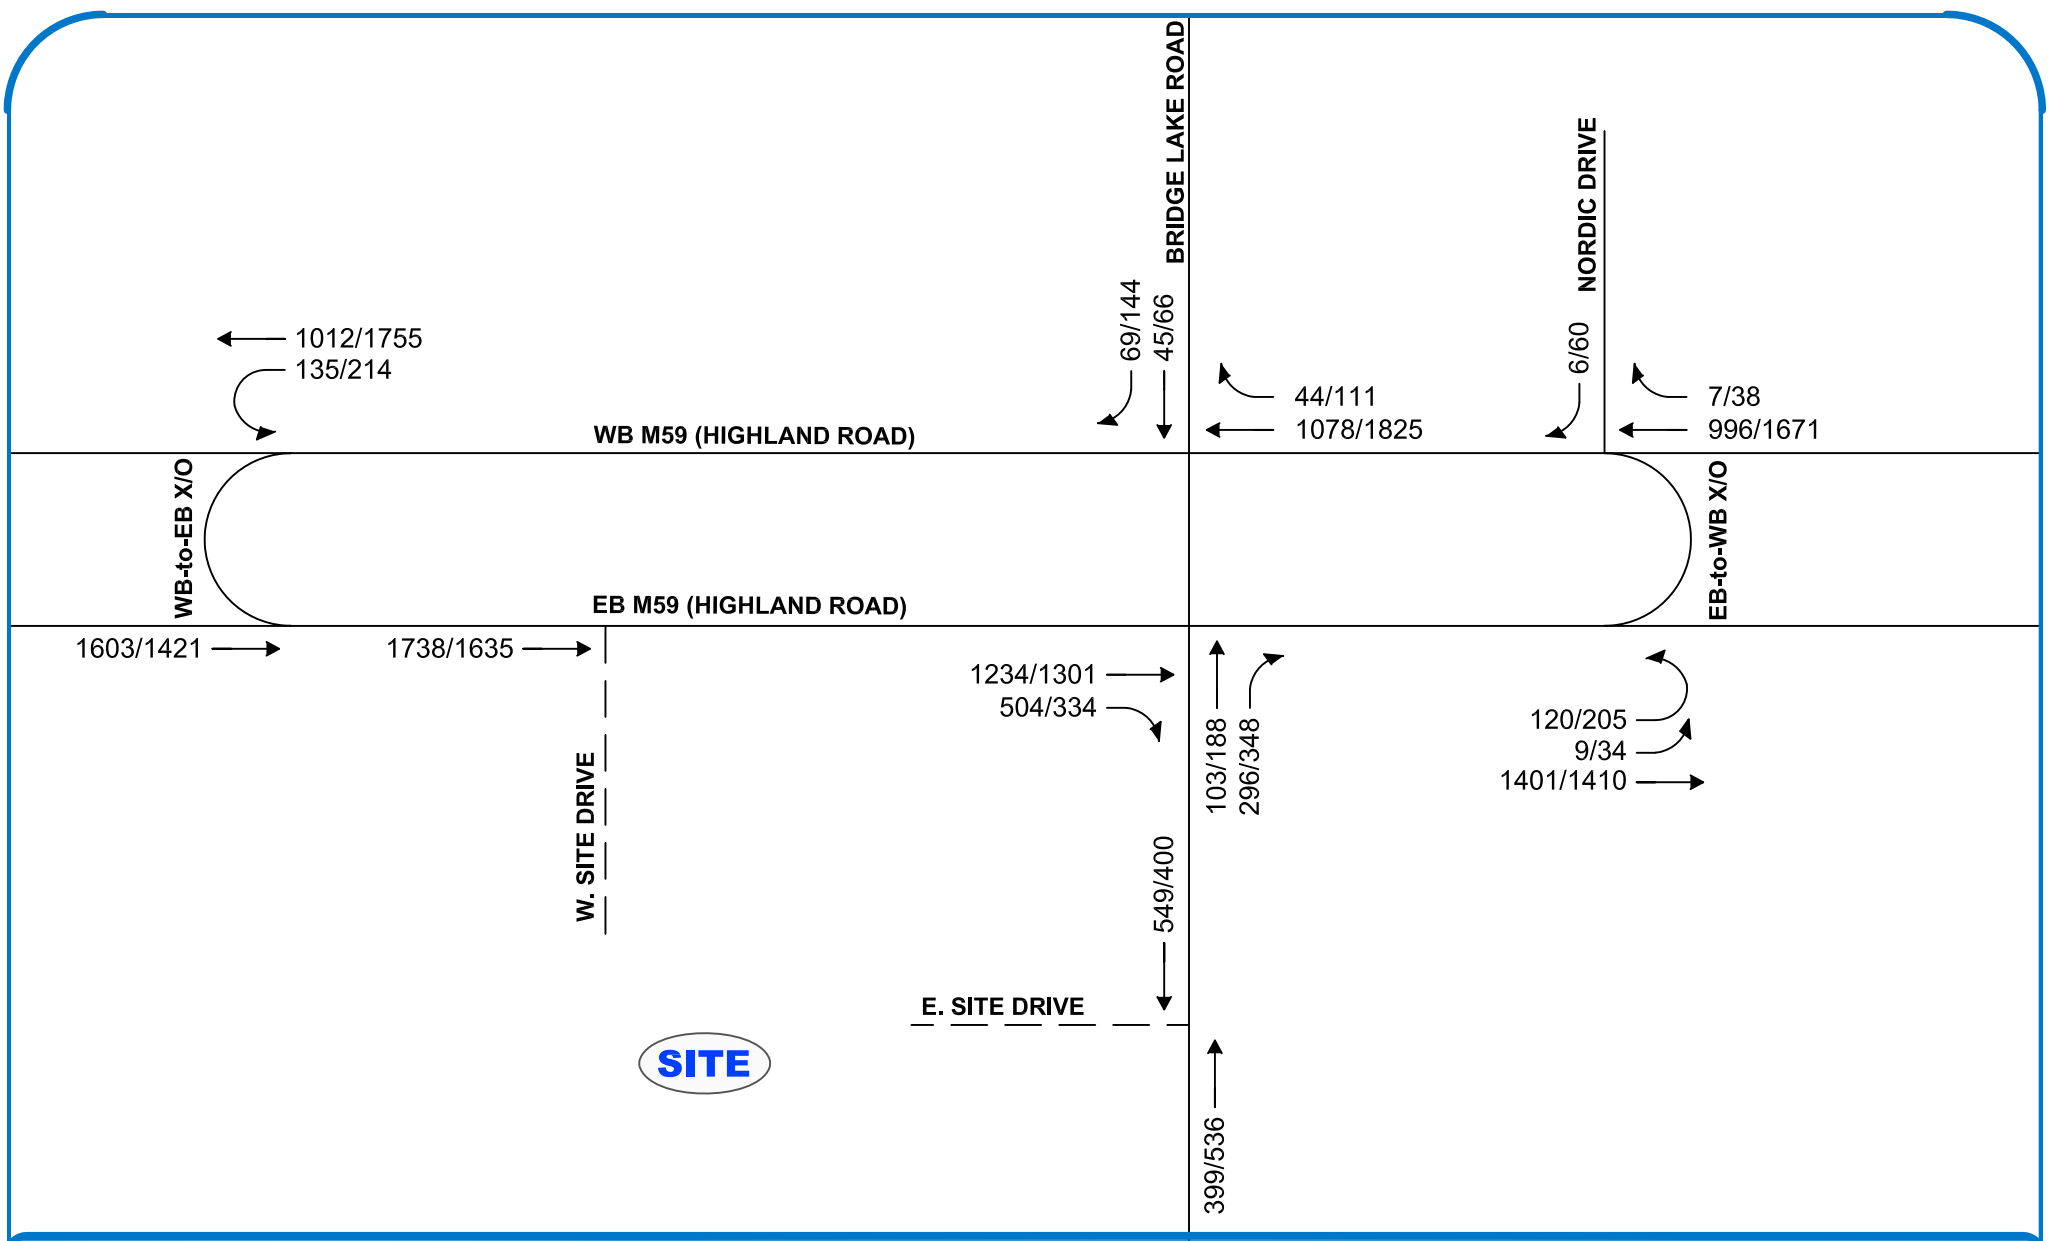 BRIDGE LAKE ROAD
NORDIC DRIVE
69/144
45/66
6/60
1012/1755
135/214
44/111
1078/1825
7/38
996/1671
WB M59 (HIGHLAND ROAD)
WB-to-EB X/O
EB-to-WB X/O
EB M59 (HIGHLAND ROAD)
1603/1421
1738/1635
1234/1301
504/334
103/188
296/348
120/205
9/34
1401/1410
W. SITE DRIVE
549/400
E. SITE DRIVE
SITE
399/536